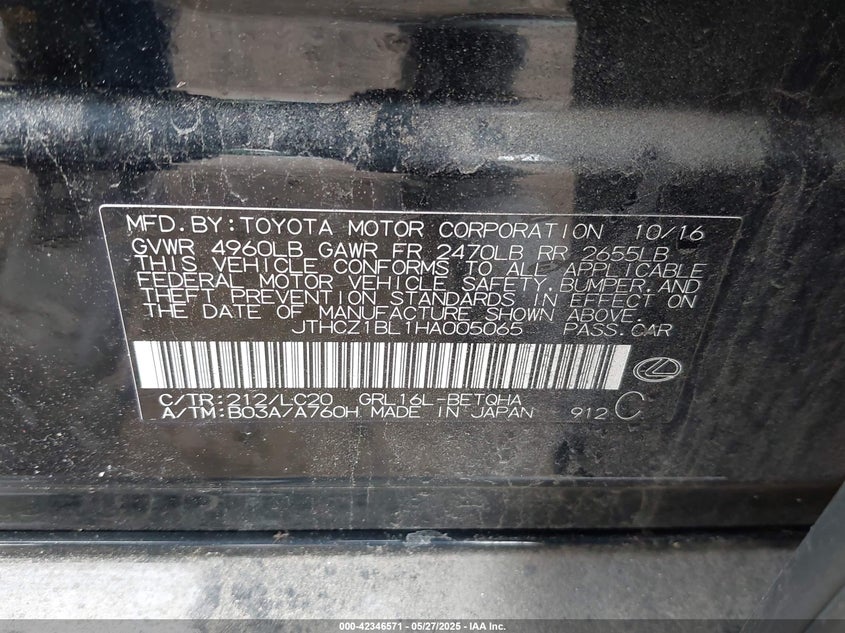 MFD.BY:TOYOTA MOTOR CORPORATION 10/16
GVWR 4960LB GAWR FR 2470LB RR 2655LB
THIS VEHICLE CONFORMS TO ALL APPLICABLE
FEDERAL MOTOR VEHICLE SAFETY,BUMPER,AND
THEFT PREVENTION STANDARDS IN EFFECT ON
THE DATE OF MANUFACTURE SHOWN ABOVE.
JTHCZ1BL1HA005065 PASS.CAR
C/TR:212/LC20 GRL16L-BETQHA
A/TM:B03A/A760H MADE IN JAPAN 912 C
000-42346571 - 05/27/2025 - IAA Inc.